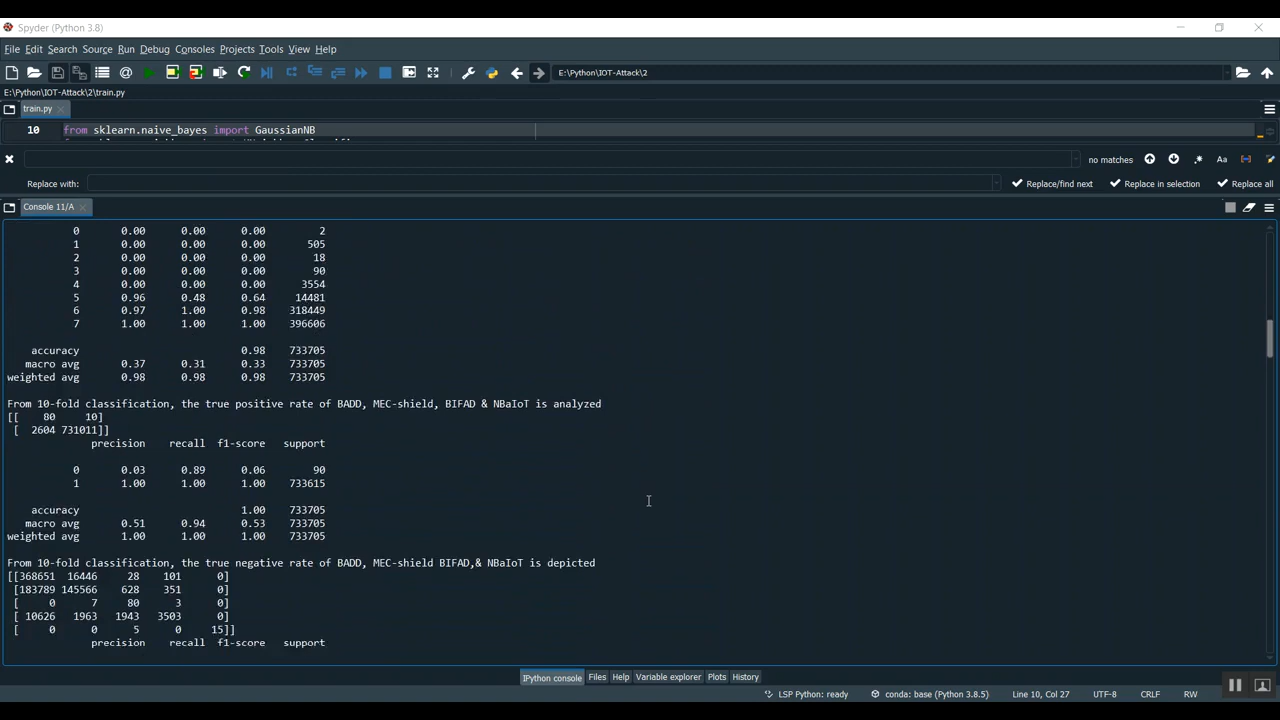 Spyder (Python 3.8)
File Edit Search Source Run Debug Consoles Projects Tools View Help
E:\Python\IOT-Attack\2
E:\Python\IOT-Attack\2\train.py
train.py
10 from sklearn.naive_bayes import GaussianNB
no matches
Aa
Replace with:
Replace/find next Replace in selection Replace all
Console 11/A
0 0.00 0.00 0.00 2
1 0.00 0.00 0.00 505
2 0.00 0.00 0.00 18
3 0.00 0.00 0.00 90
4 0.00 0.00 0.00 3554
5 0.96 0.48 0.64 14481
6 0.97 1.00 0.98 318449
7 1.00 1.00 1.00 396606
accuracy 0.98 733705
macro avg 0.37 0.31 0.33 733705
weighted avg 0.98 0.98 0.98 733705
From 10-fold classification, the true positive rate of BADD, MEC-shield, BIFAD & NBaIoT is analyzed
[[ 80 10]
[ 2604 731011]]
precision recall f1-score support
0 0.03 0.89 0.06 90
1 1.00 1.00 1.00 733615
accuracy 1.00 733705
macro avg 0.51 0.94 0.53 733705
weighted avg 1.00 1.00 1.00 733705
From 10-fold classification, the true negative rate of BADD, MEC-shield BIFAD,& NBaIoT is depicted
[[368651 16446 28 101 0]
[183789 145566 628 351 0]
[ 0 7 80 3 0]
[ 10626 1963 1943 3503 0]
[ 0 0 5 0 15]]
precision recall f1-score support
IPython console Files Help Variable explorer Plots History
LSP Python: ready conda: base (Python 3.8.5) Line 10, Col 27 UTF-8 CRLF RW